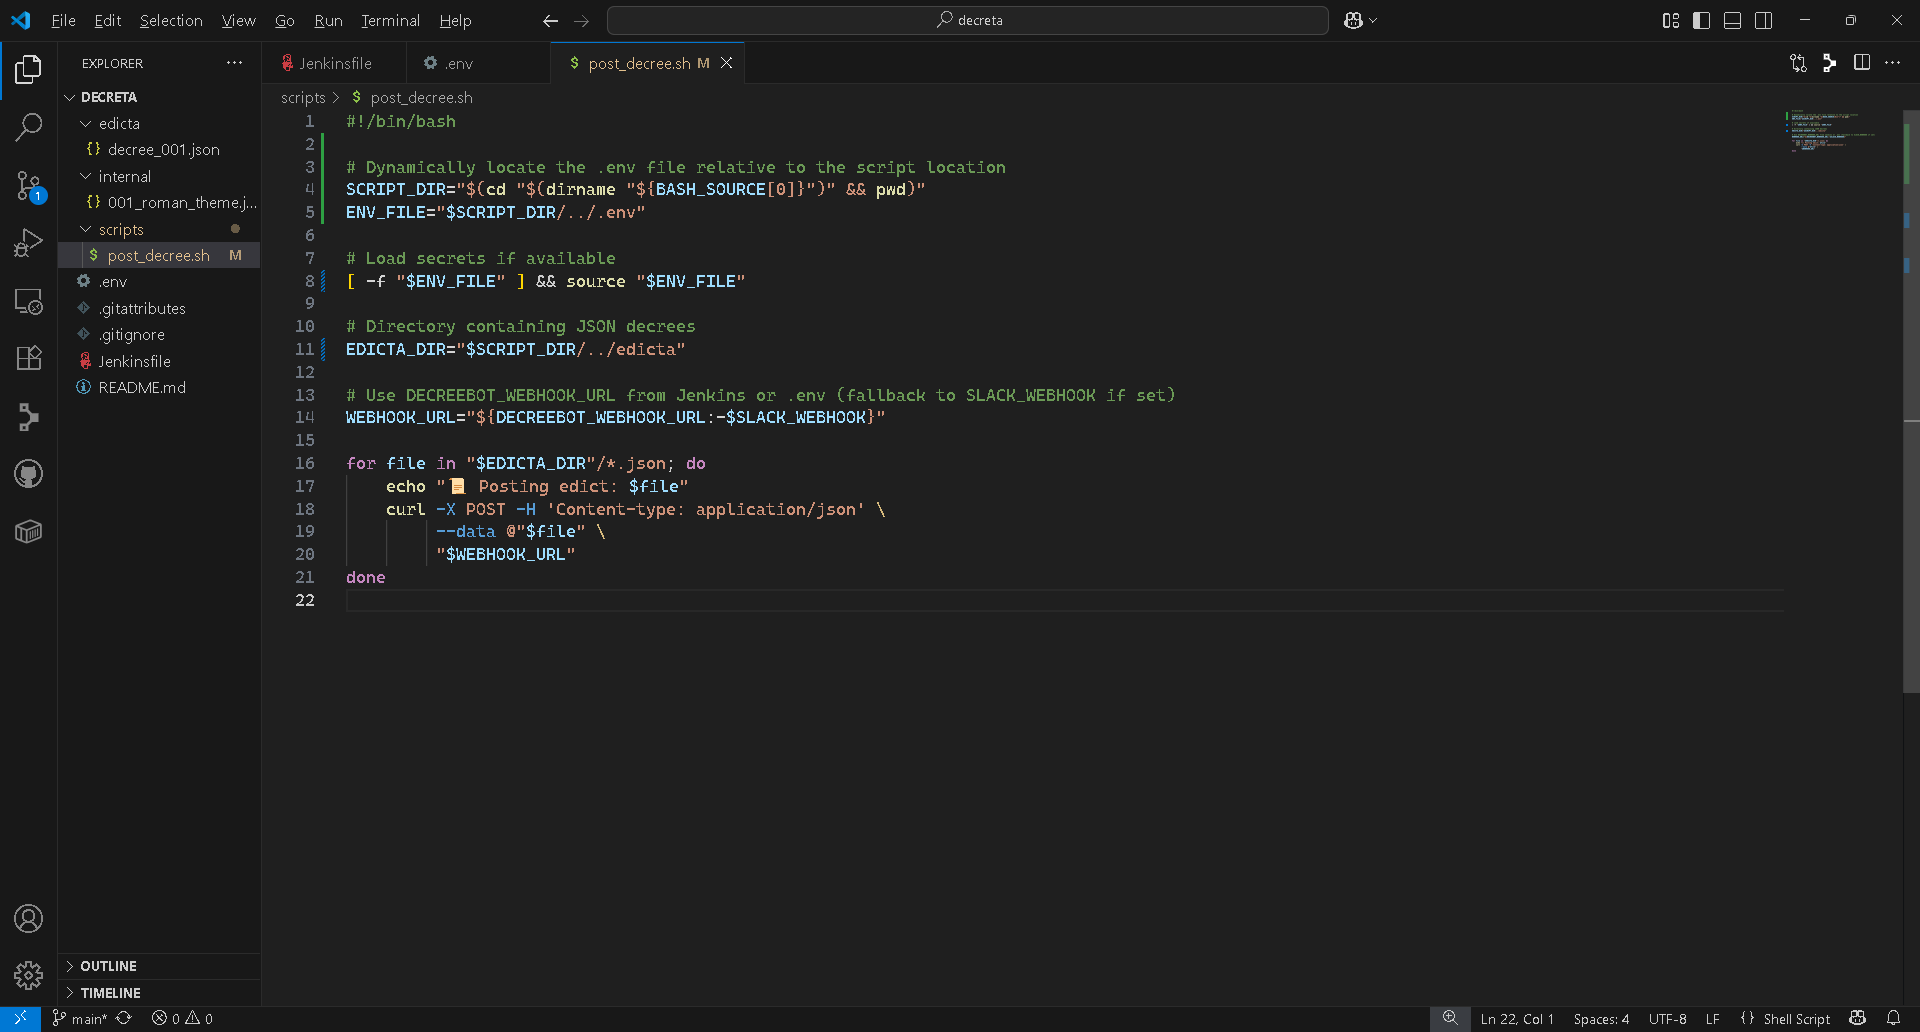 File Edit Selection View Go Run Terminal Help
decreta
EXPLORER
DECRETA
edicta
{} decree_001.json
internal
{} 001_roman_theme.j...
scripts
$ post_decree.sh M
.env
.gitattributes
.gitignore
Jenkinsfile
README.md
OUTLINE
TIMELINE
1
Jenkinsfile
.env
$ post_decree.sh M
scripts > $ post_decree.sh
1 #!/bin/bash
2
3 # Dynamically locate the .env file relative to the script location
4 SCRIPT_DIR="$(cd "$(dirname "${BASH_SOURCE[0]}")" && pwd)"
5 ENV_FILE="$SCRIPT_DIR/../.env"
6
7 # Load secrets if available
8 [ -f "$ENV_FILE" ] && source "$ENV_FILE"
9
10 # Directory containing JSON decrees
11 EDICTA_DIR="$SCRIPT_DIR/../edicta"
12
13 # Use DECREEBOT_WEBHOOK_URL from Jenkins or .env (fallback to SLACK_WEBHOOK if set)
14 WEBHOOK_URL="${DECREEBOT_WEBHOOK_URL:-$SLACK_WEBHOOK}"
15
16 for file in "$EDICTA_DIR"/*.json; do
17 echo "📜 Posting edict: $file"
18 curl -X POST -H 'Content-type: application/json' \
19 --data @"$file" \
20 "$WEBHOOK_URL"
21 done
22
main* 0 0
Ln 22, Col 1 Spaces: 4 UTF-8 LF {} Shell Script